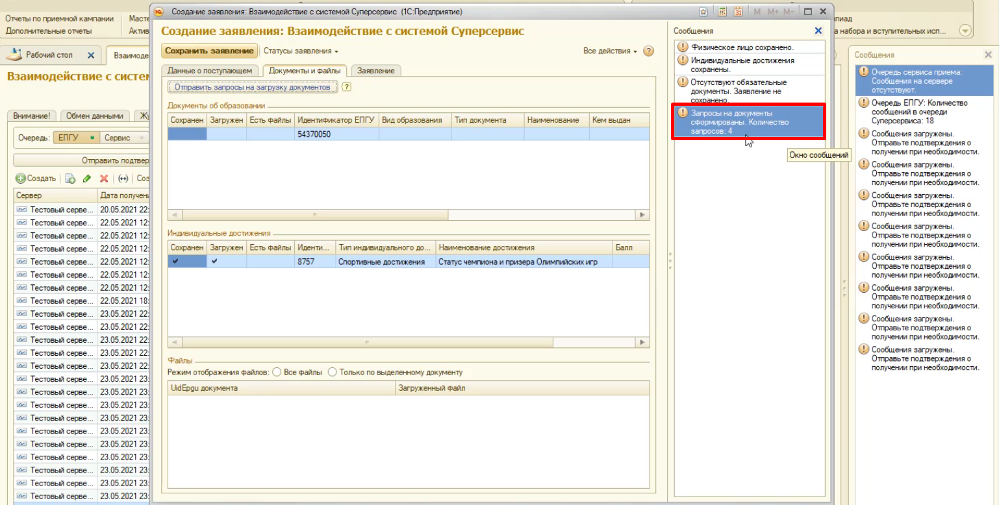 Отчеты по приемной кампании
Дополнительные отчеты
Рабочий стол
Внимание!
Обмен данными
Очередь:
ЕПГУ
Сервис
Создать
Сервер
Тестовый серве... 20.05.2021 22:
Тестовый серве... 22.05.2021 12:
Тестовый серве... 22.05.2021 12:
Тестовый серве... 22.05.2021 12:
Тестовый серве... 22.05.2021 12:
Тестовый серве... 22.05.2021 12:
Тестовый серве... 22.05.2021 12:
Тестовый серве... 22.05.2021 18:
Тестовый серве... 23.05.2021 22:
Тестовый серве... 23.05.2021 22:
Тестовый серве... 23.05.2021 22:
Тестовый серве... 23.05.2021 22:
Тестовый серве... 23.05.2021 22:
Тестовый серве... 23.05.2021 23:
Тестовый серве... 23.05.2021 23:
Тестовый серве... 23.05.2021 23:
Тестовый серве... 23.05.2021 23:
Тестовый серве... 23.05.2021 23:
Тестовый серве... 23.05.2021 23:
Тестовый серве... 23.05.2021 23:
Тестовый серве... 23.05.2021 23:
Тестовый серве... 23.05.2021 23:
Тестовый серве... 23.05.2021 23:
Создание заявления: Взаимодействие с системой Суперсервис (1С:Предприятие)
M M+ M-
Создание заявления: Взаимодействие с системой Суперсервис
Сохранить заявление
Статусы заявления
Все действия
Данные о поступающем
Документы и файлы
Заявление
Отправить запросы на загрузку документов
?
Документы об образовании
Сохранен Загружен Есть файлы Идентификатор ЕПГУ Вид образования Тип документа Наименование Кем выдан
54370050
Индивидуальные достижения
Сохранен Загружен Есть файлы Иденти... Тип индивидуального до... Наименование достижения Балл
8757 Спортивные достижения Статус чемпиона и призера Олимпийских игр
Файлы
Режим отображения файлов: Все файлы Только по выделенному документу
UidEpgu документа Загруженный файл
Сообщения
Физическое лицо сохранено.
Индивидуальные достижения
сохранены.
Отсутствуют обязательные
документы. Заявление не
сохранено.
Запросы на документы
сформированы. Количество
запросов: 4
Окно сообщений
а набора и вступительных исп...
Сообщения
Очередь сервиса приема:
Сообщения на сервере
отсутствуют.
Очередь ЕПГУ: Количество
сообщений в очереди
Суперсервиса: 18
Сообщения загружены.
Отправьте подтверждения о
получении при необходимости.
Сообщения загружены.
Отправьте подтверждения о
получении при необходимости.
Сообщения загружены.
Отправьте подтверждения о
получении при необходимости.
Сообщения загружены.
Отправьте подтверждения о
получении при необходимости.
Сообщения загружены.
Отправьте подтверждения о
получении при необходимости.
Сообщения загружены.
Отправьте подтверждения о
получении при необходимости.
Сообщения загружены.
Отправьте подтверждения о
получении при необходимости.
Сообщения загружены.
Отправьте подтверждения о
получении при необходимости.